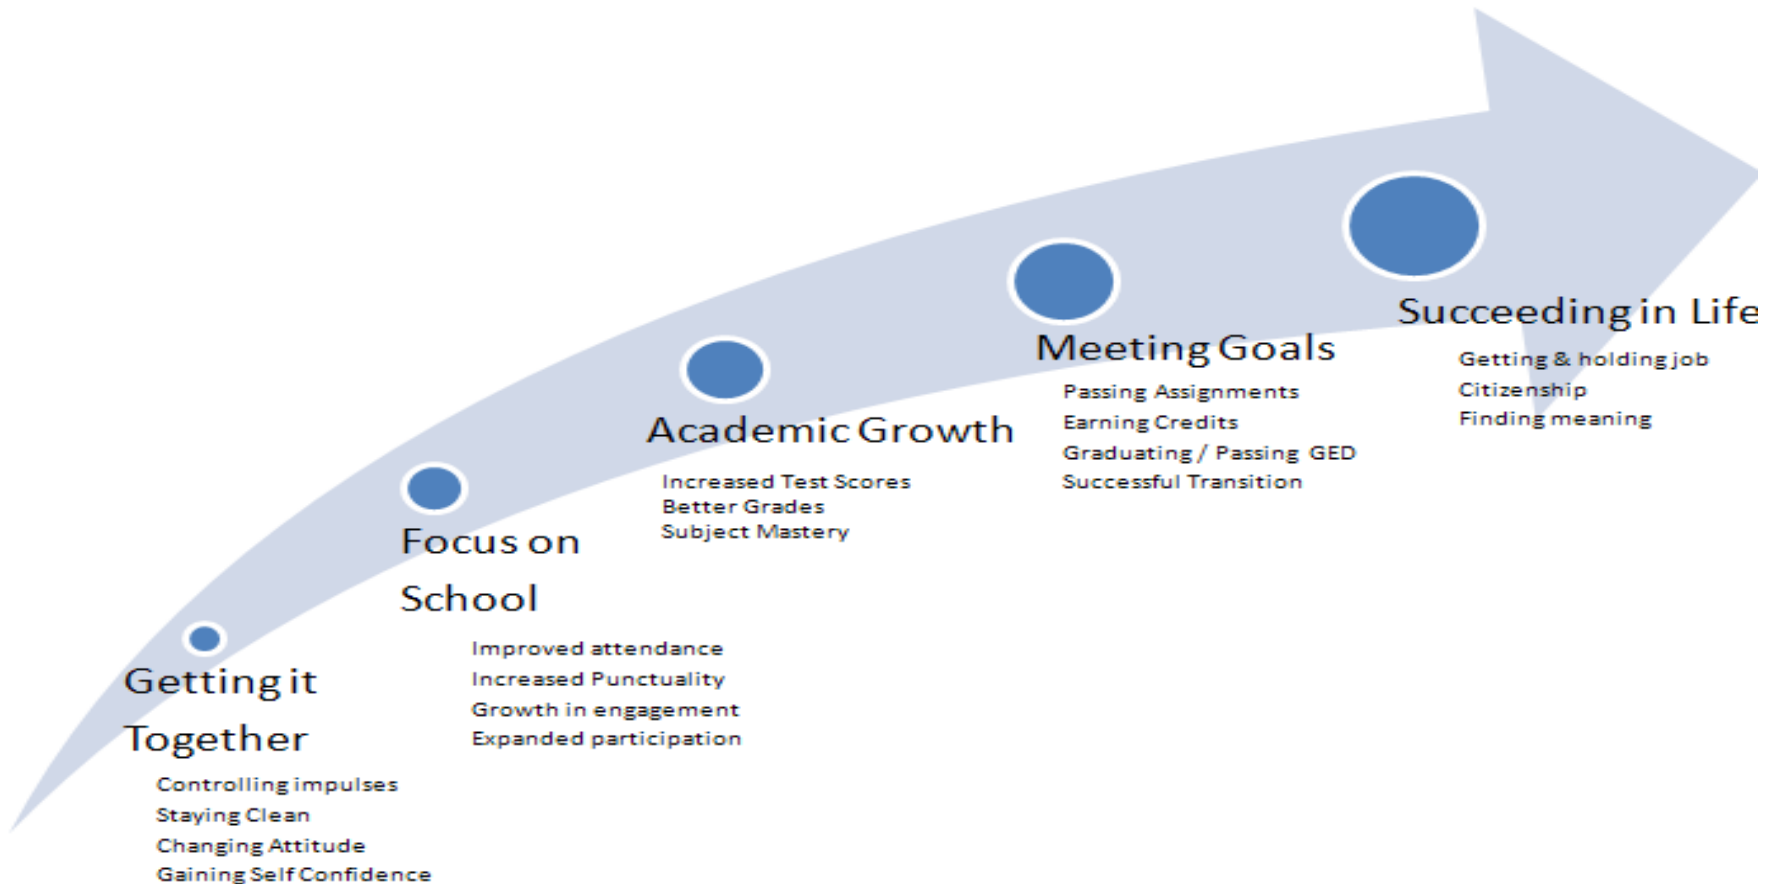 Getting it
Together
Controlling impulses
Staying Clean
Changing Attitude
Gaining Self Confidence
Focus on
School
Improved attendance
Increased Punctuality
Growth in engagement
Expanded participation
Academic Growth
Increased Test Scores
Better Grades
Subject Mastery
Meeting Goals
Passing Assignments
Earning Credits
Graduating / Passing GED
Successful Transition
Succeeding in Life
Getting & holding job
Citizenship
Finding meaning